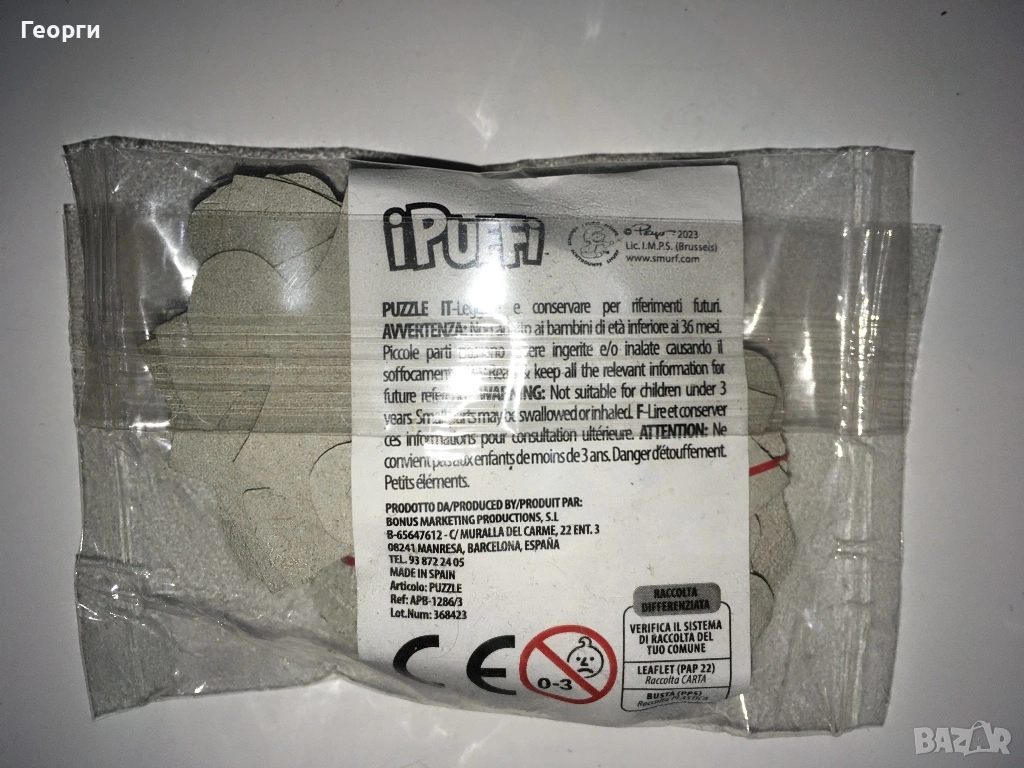 Георги
iPUFFi
© Peyo - 2023
Lic. I.M.P.S. (Brussels)
www.smurf.com
PUZZLE IT-Leg e conservare per riferimenti futuri.
AVVERTENZA: Non ai bambini di età inferiore ai 36 mesi.
Piccole parti essere ingerite e/o inalate causando il
soffocamen Read & keep all the relevant information for
future WARNING: Not suitable for children under 3
years. Small parts may be swallowed or inhaled. F-Lire et conserver
ces informations pour consultation ultérieure. ATTENTION: Ne
convient pas aux enfants de moins de 3 ans. Danger d'étouffement.
Petits éléments.
PRODOTTO DA/PRODUCED BY/PRODUIT PAR:
BONUS MARKETING PRODUCTIONS, S.L
B-65647612 - C/ MURALLA DEL CARME, 22 ENT. 3
08241 MANRESA, BARCELONA, ESPAÑA
TEL. 93 872 24 05
MADE IN SPAIN
Articolo: PUZZLE
Ref: APB-1286/3
Lot.Num: 368423
CE
0-3
RACCOLTA
DIFFERENZIATA
VERIFICA IL SISTEMA
DI RACCOLTA DEL
TUO COMUNE
LEAFLET (PAP 22)
Raccolta CARTA
BUSTA (PP5)
Raccolta PLASTICA
BAZAR